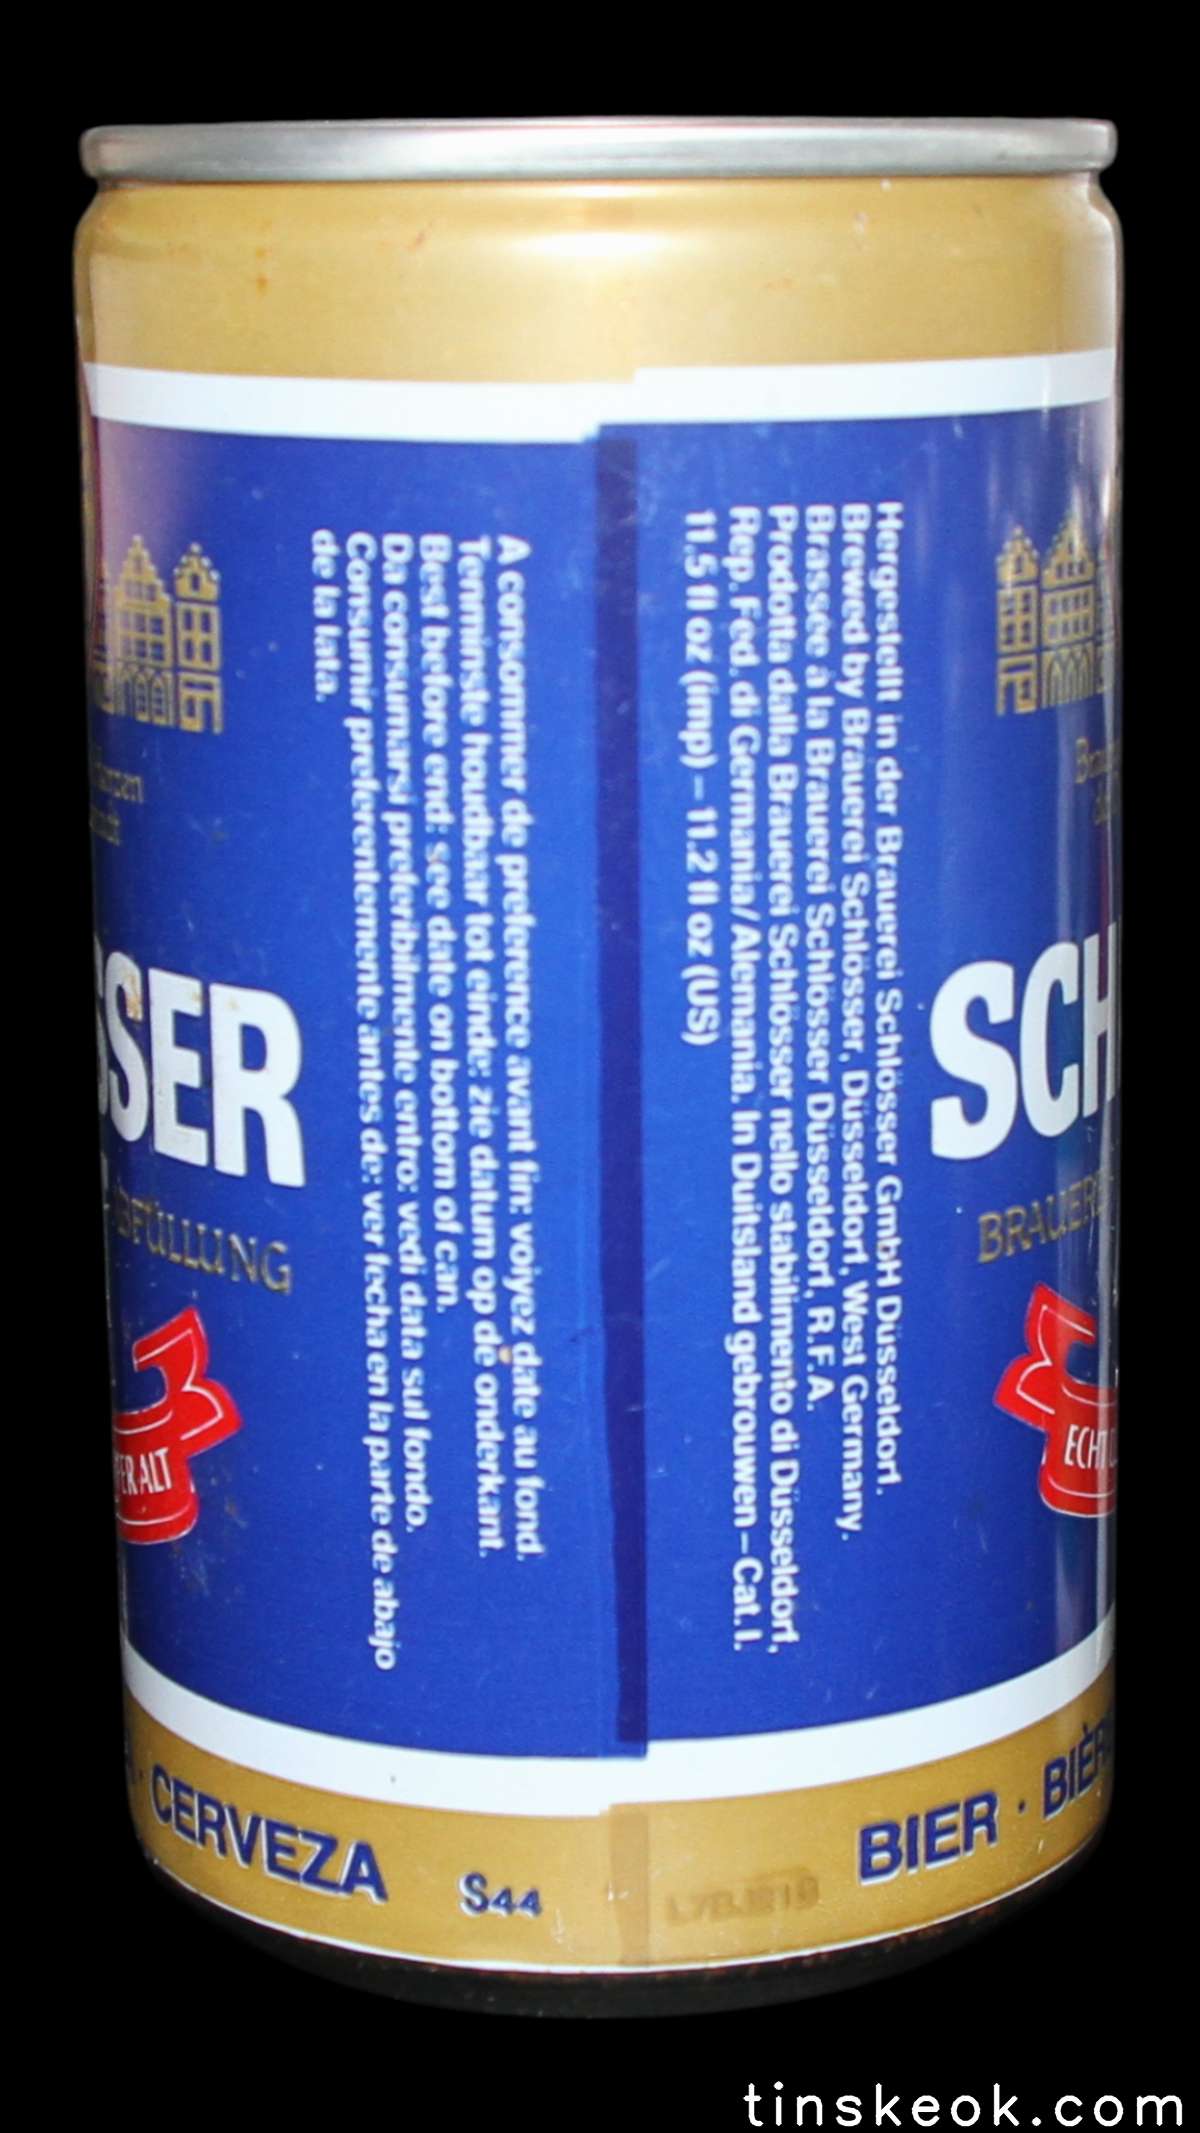 A consommer de preference avant fin: voiyez date au fond.
Tenminste houdbaar tot einde: zie datum op de onderkant.
Best before end: see date on bottom of can.
Da consumarsi preferibilmente entro: vedi data sul fondo.
Consumir preferentemente antes de: ver fecha en la parte de abajo
de la lata.
Hergestellt in der Brauerei Schlösser GmbH Düsseldorf.
Brewed by Brauerei Schlösser, Düsseldorf, West Germany.
Brassée à la Brauerei Schlösser Düsseldorf, R.F.A.
Prodotta dalla Brauerei Schlösser nello stabilimento di Düsseldorf,
Rep. Fed. di Germania/Alemania. In Duitsland gebrouwen – Cat. I.
11.5 fl oz (imp) – 11.2 fl oz (US)
SSER
BFÜLLUNG
ER ALT
SCH
BRAUER
ECHT
CERVEZA
S44
BIER · BIÈR
tinskeok.com